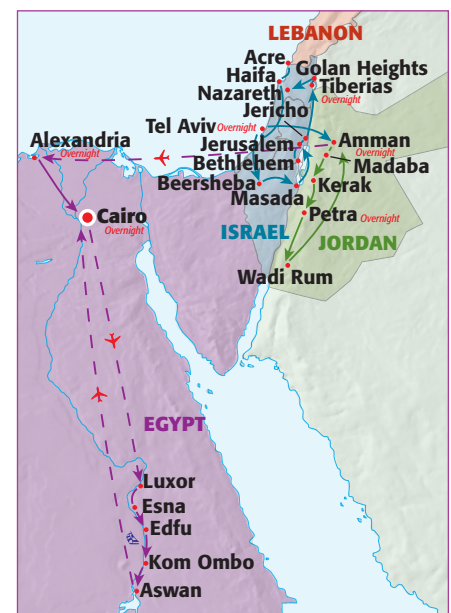 LEBANON
Acre
Haifa
Golan Heights
Nazareth
Tiberias
Overnight
Jericho
Tel Aviv Overnight
Alexandria
Overnight
Jerusalem
Amman
Overnight
Bethlehem
Madaba
Beersheba
Kerak
Masada
Cairo
Overnight
Petra Overnight
ISRAEL
JORDAN
Wadi Rum
EGYPT
Luxor
Esna
Edfu
Kom Ombo
Aswan